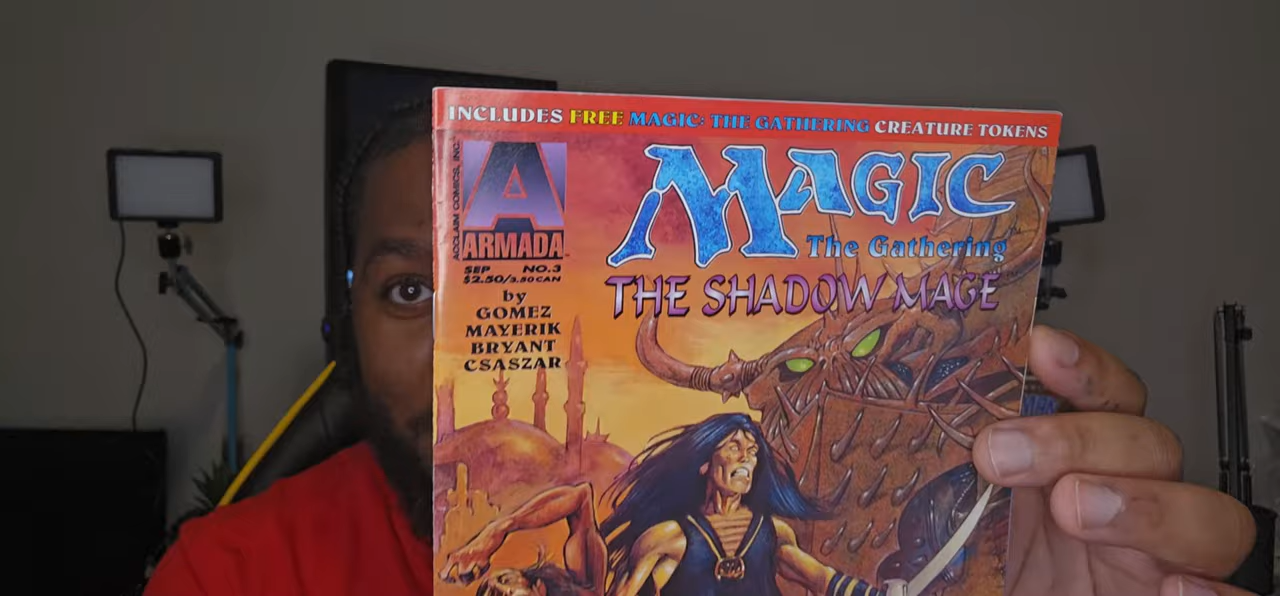 INCLUDES FREE MAGIC: THE GATHERING CREATURE TOKENS
ACCLAIM COMICS, INC.
A
ARMADA
SEP NO.3
$2.50/3.50 CAN
by
GOMEZ
MAYERIK
BRYANT
CSASZAR
MAGIC
The Gathering
THE SHADOW MAGE